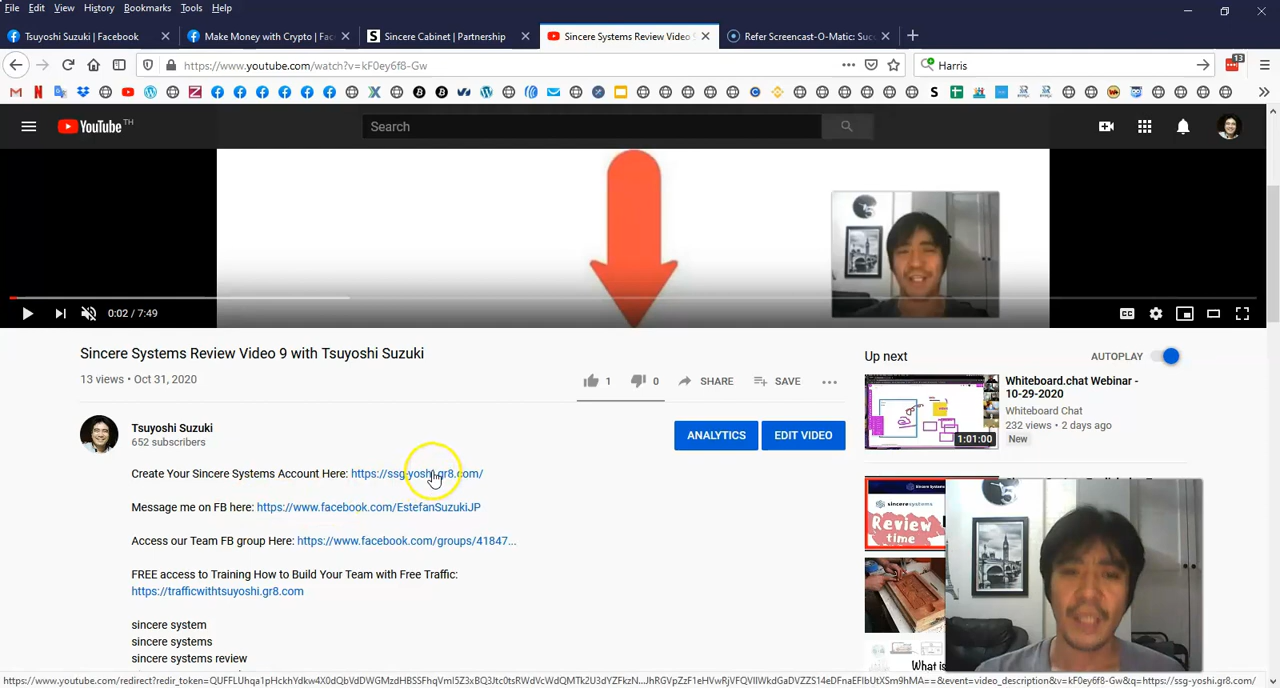 File Edit View History Bookmarks Tools Help
Tsuyoshi Suzuki | Facebook
Make Money with Crypto | Fac
Sincere Cabinet | Partnership
Sincere Systems Review Video 9
Refer Screencast-O-Matic: Suc
https://www.youtube.com/watch?v=kF0ey6f8-Gw
Harris
13
YouTube TH
Search
0:02 / 7:49
Sincere Systems Review Video 9 with Tsuyoshi Suzuki
13 views • Oct 31, 2020
1
0
SHARE
SAVE
Up next
AUTOPLAY
Whiteboard.chat Webinar -
10-29-2020
Whiteboard Chat
232 views • 2 days ago
New
1:01:00
Tsuyoshi Suzuki
652 subscribers
ANALYTICS
EDIT VIDEO
Create Your Sincere Systems Account Here: https://ssg-yoshi.gr8.com/
Message me on FB here: https://www.facebook.com/EstefanSuzukiJP
Access our Team FB group Here: https://www.facebook.com/groups/41847...
FREE access to Training How to Build Your Team with Free Traffic:
https://trafficwithtsuyoshi.gr8.com
sincere system
sincere systems
sincere systems review
sinceresystems
Review
time
What is